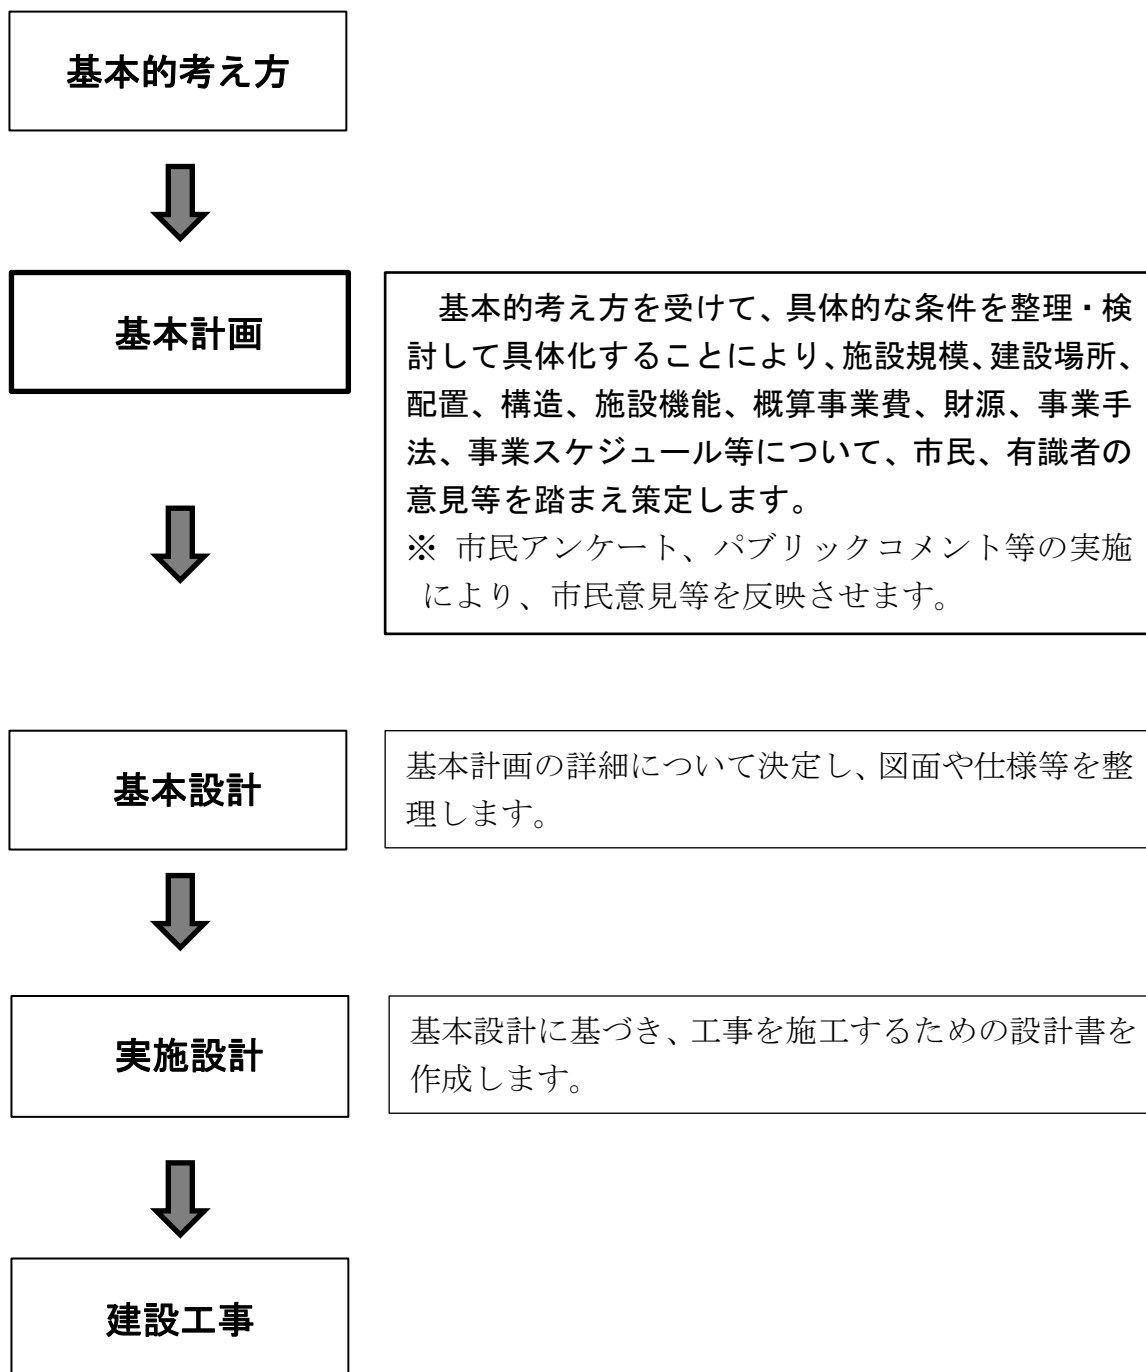 基本的考え方
基本計画
基本的考え方を受けて、具体的な条件を整理・検
討して具体化することにより、施設規模、建設場所、
配置、構造、施設機能、概算事業費、財源、事業手
法、事業スケジュール等について、市民、有識者の
意見等を踏まえ策定します。
※ 市民アンケート、パブリックコメント等の実施
により、市民意見等を反映させます。
基本設計
基本計画の詳細について決定し、図面や仕様等を整
理します。
実施設計
基本設計に基づき、工事を施工するための設計書を
作成します。
建設工事